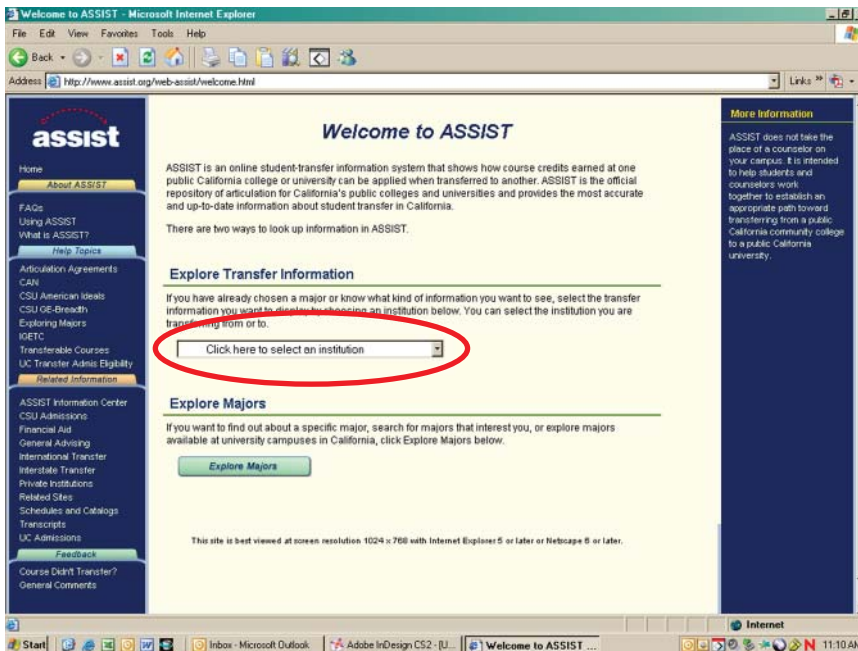 Welcome to ASSIST - Microsoft Internet Explorer
File Edit View Favorites Tools Help
Back
Address http://www.assist.org/web-assist/welcome.html Links »
assist
Home
About ASSIST
FAQs
Using ASSIST
What is ASSIST?
Help Topics
Articulation Agreements
CAN
CSU American Ideals
CSU GE-Breadth
Exploring Majors
IGETC
Transferable Courses
UC Transfer Admis Eligibility
Related Information
ASSIST Information Center
CSU Admissions
Financial Aid
General Advising
International Transfer
Interstate Transfer
Private Institutions
Related Sites
Schedules and Catalogs
Transcripts
UC Admissions
Feedback
Course Didn't Transfer?
General Comments
Welcome to ASSIST
ASSIST is an online student-transfer information system that shows how course credits earned at one
public California college or university can be applied when transferred to another. ASSIST is the official
repository of articulation for California's public colleges and universities and provides the most accurate
and up-to-date information about student transfer in California.
There are two ways to look up information in ASSIST.
Explore Transfer Information
If you have already chosen a major or know what kind of information you want to see, select the transfer
information you want to display by choosing an institution below. You can select the institution you are
transferring from or to.
Click here to select an institution
Explore Majors
If you want to find out about a specific major, search for majors that interest you, or explore majors
available at university campuses in California, click Explore Majors below.
Explore Majors
This site is best viewed at screen resolution 1024 x 768 with Internet Explorer 5 or later or Netscape 6 or later.
More Information
ASSIST does not take the
place of a counselor on
your campus. It is intended
to help students and
counselors work
together to establish an
appropriate path toward
transferring from a public
California community college
to a public California
university.
Internet
Start Inbox - Microsoft Outlook Adobe InDesign CS2 - [U... Welcome to ASSIST ... 11:10 AM